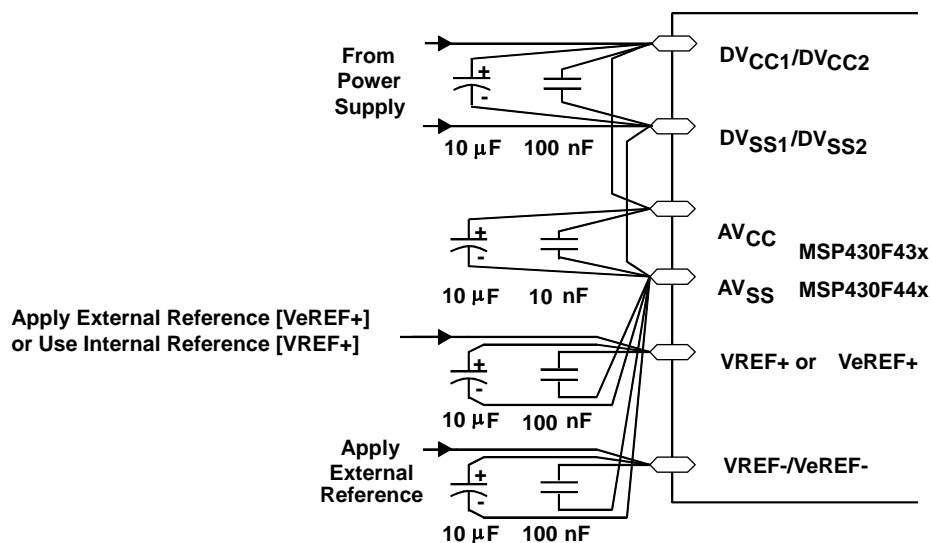 From
Power
Supply
+
-
10 μF 100 nF
DVCC1/DVCC2
DVSS1/DVSS2
+
-
10 μF 10 nF
AVCC
MSP430F43x
AVSS MSP430F44x
Apply External Reference [VeREF+]
or Use Internal Reference [VREF+]
+
-
10 μF 100 nF
VREF+ or VeREF+
Apply
External
Reference
+
-
10 μF 100 nF
VREF-/VeREF-